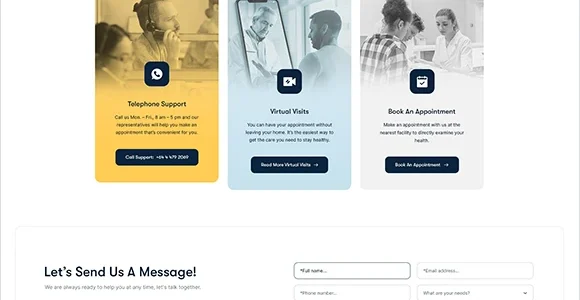 Telephone Support
Call us Mon. - Fri., 8 am - 5 pm and our
representatives will help you make an
appointment that's convenient for you.
Call Support: +64 4 479 2069
Virtual Visits
You can have your appointment without
leaving your home. It's the easiest way to
get the care you need to stay healthy.
Read More Virtual Visits →
Book An Appointment
Make an appointment with us at the
nearest facility to directly examine your
health.
Book An Appointment →
Let's Send Us A Message!
We are always ready to help you at any time, let's talk together.
*Full name...
*Email address...
*Phone number...
What are your needs?